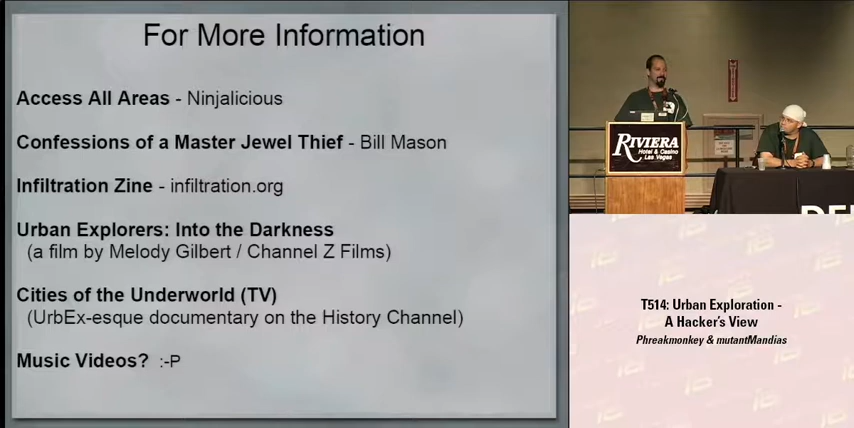 For More Information
Access All Areas - Ninjalicious
Confessions of a Master Jewel Thief - Bill Mason
Infiltration Zine - infiltration.org
Urban Explorers: Into the Darkness
(a film by Melody Gilbert / Channel Z Films)
Cities of the Underworld (TV)
(UrbEx-esque documentary on the History Channel)
Music Videos? :-P
RIVIERA
Hotel & Casino
Las Vegas
T514: Urban Exploration -
A Hacker's View
Phreakmonkey & mutantMandias